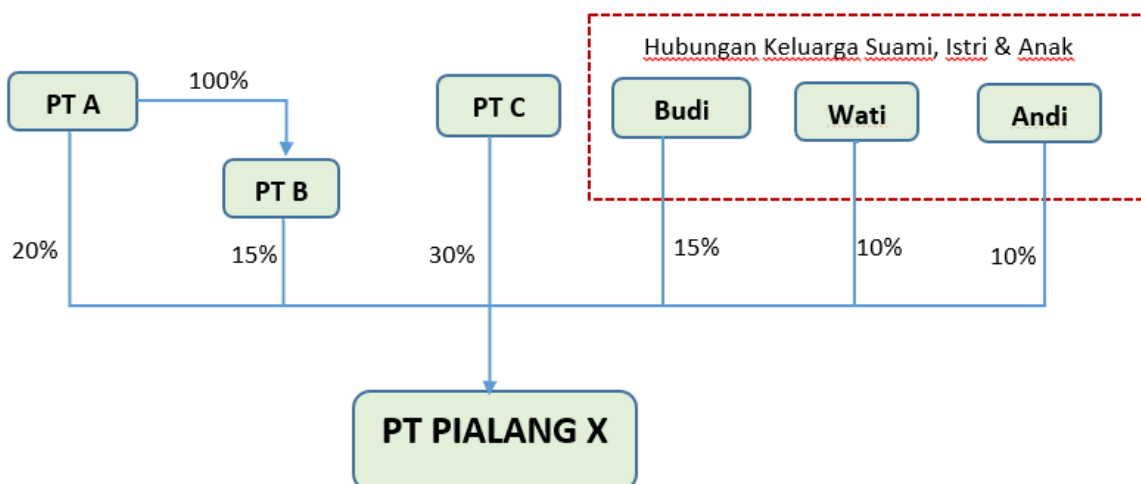 Hubungan Keluarga Suami, Istri & Anak
PT A
100%
PT C
Budi
Wati
Andi
PT B
20%
15%
30%
15%
10%
10%
PT PIALANG X